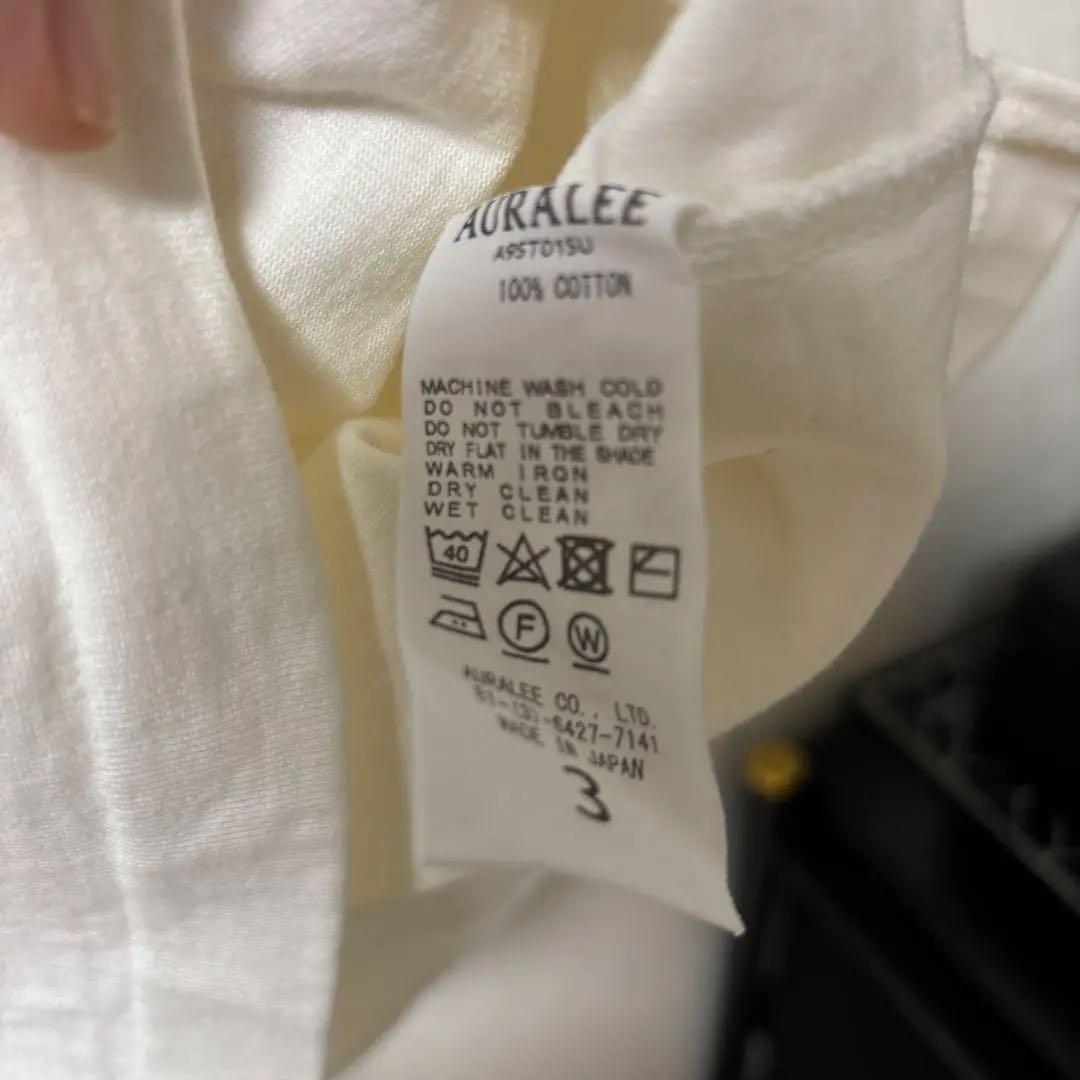 AURALEE
A9ST01SU
100% COTTON
MACHINE WASH COLD
DO NOT BLEACH
DO NOT TUMBLE DRY
DRY FLAT IN THE SHADE
WARM IRON
DRY CLEAN
WET CLEAN
40
F W
AURALEE CO., LTD.
81-(3)-6427-7141
MADE IN JAPAN
3